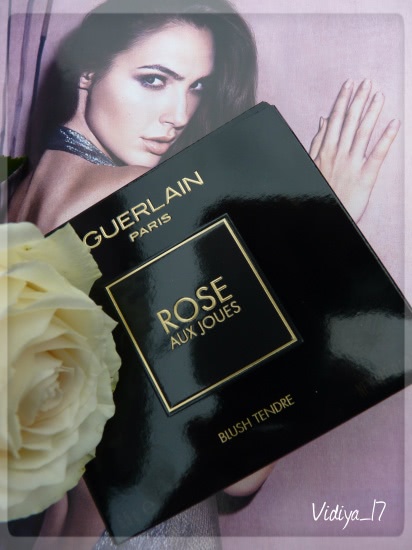 GUERLAIN
PARIS
ROSE
AUX JOUES
BLUSH TENDRE
Vidiya_17